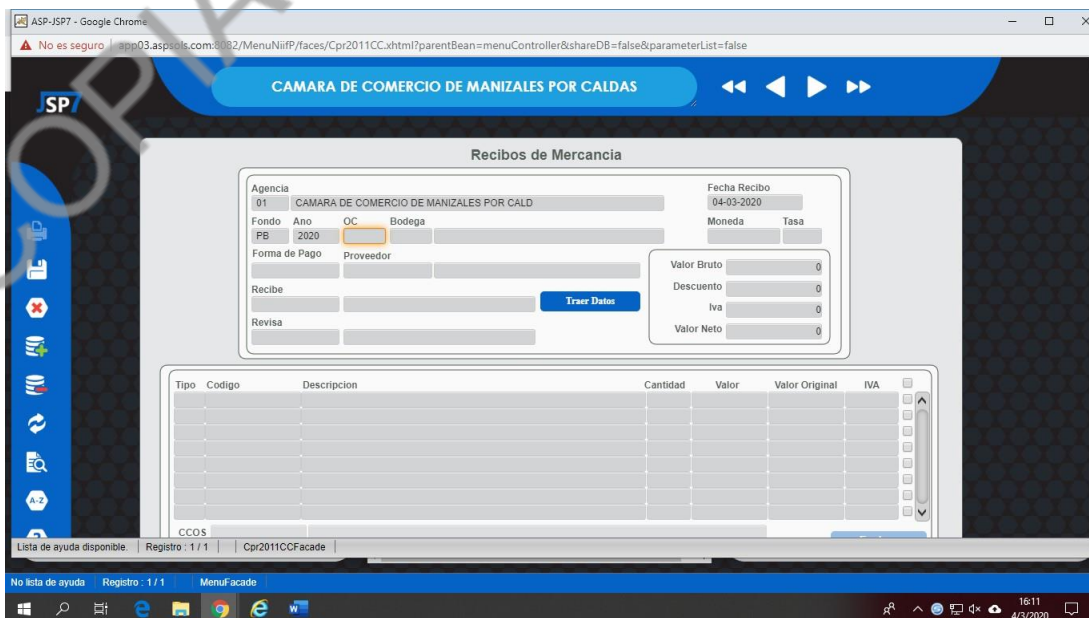 ASP-JSP7 - Google Chrome
No es seguro app03.aspsols.com:8082/MenuNiifP/faces/Cpr2011CC.xhtml?parentBean=menuController&shareDB=false&parameterList=false
JSP7
CAMARA DE COMERCIO DE MANIZALES POR CALDAS
Recibos de Mercancia
Agencia Fecha Recibo
01 CAMARA DE COMERCIO DE MANIZALES POR CALD 04-03-2020
Fondo Ano OC Bodega Moneda Tasa
PB 2020
Forma de Pago Proveedor
Valor Bruto 0
Descuento 0
Recibe
Traer Datos
Iva 0
Revisa
Valor Neto 0
Tipo Codigo Descripcion Cantidad Valor Valor Original IVA
A-Z
CCOS
Lista de ayuda disponible. Registro : 1 / 1 Cpr2011CCFacade
No lista de ayuda Registro : 1 / 1 MenuFacade
16:11
4/3/2020
COPIA